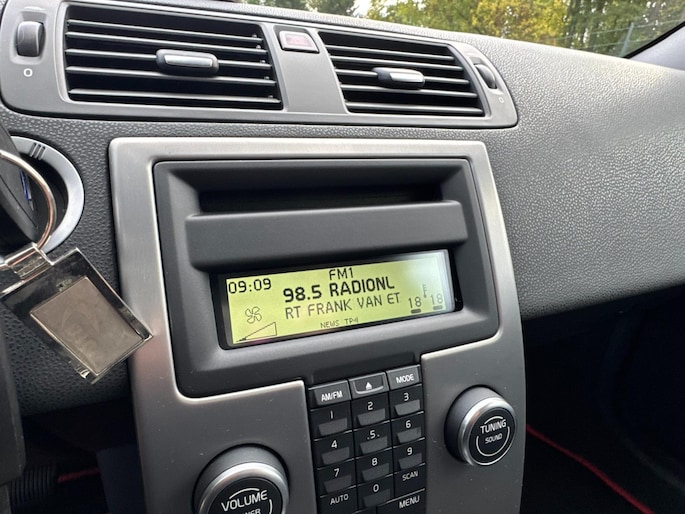 FM1
09:09
98.5 RADIONL
RT FRANK VAN ET
18° 18
NEWS TP
AM/FM
MODE
1 2 3
4 .5. 6
7 8 9
AUTO 0 SCAN
MENU
VOLUME
TUNING
SOUND